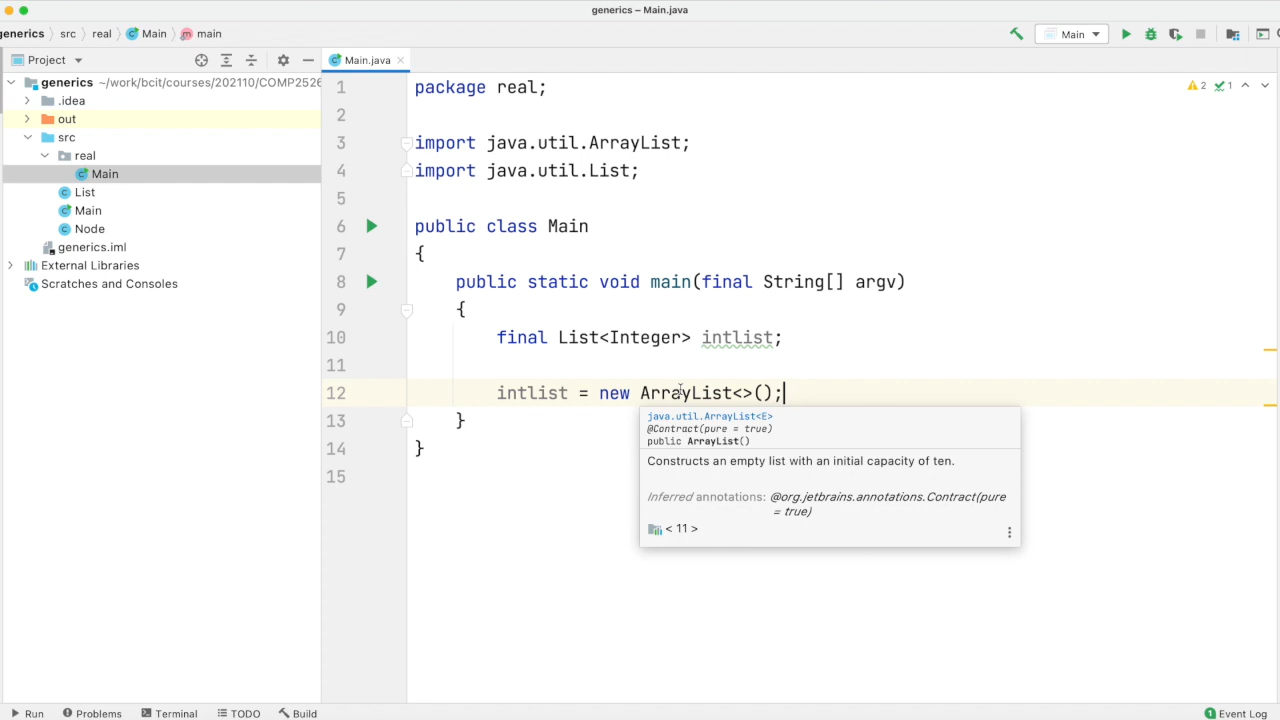 generics – Main.java
generics src real Main main
Main
Project
Main.java
generics ~/work/bcit/courses/202110/COMP2526
.idea
out
src
real
Main
List
Main
Node
generics.iml
External Libraries
Scratches and Consoles
2 1
1 package real;
2
3 import java.util.ArrayList;
4 import java.util.List;
5
6 public class Main
7 {
8 public static void main(final String[] argv)
9 {
10 final List<Integer> intlist;
11
12 intlist = new ArrayList<>();
13 }
14 }
15
java.util.ArrayList<E>
@Contract(pure = true)
public ArrayList()
Constructs an empty list with an initial capacity of ten.
Inferred annotations: @org.jetbrains.annotations.Contract(pure
= true)
< 11 >
Run Problems Terminal TODO Build 1 Event Log